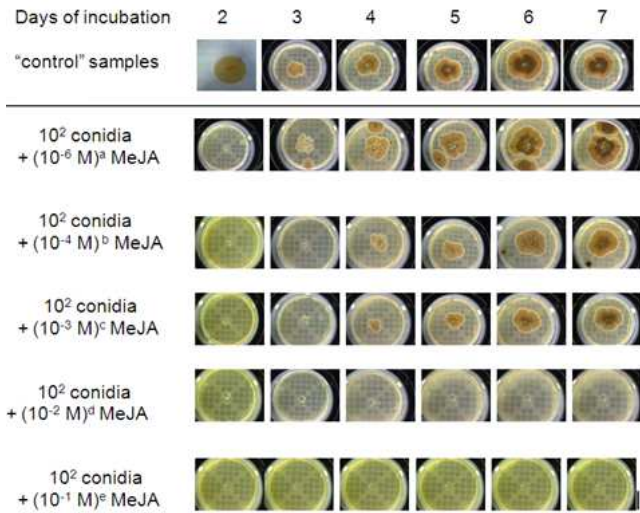 Days of incubation 2 3 4 5 6 7
“control” samples
10² conidia
+ (10⁻⁶ M)ᵃ MeJA
10² conidia
+ (10⁻⁴ M)ᵇ MeJA
10² conidia
+ (10⁻³ M)ᶜ MeJA
10² conidia
+ (10⁻² M)ᵈ MeJA
10² conidia
+ (10⁻¹ M)ᵉ MeJA